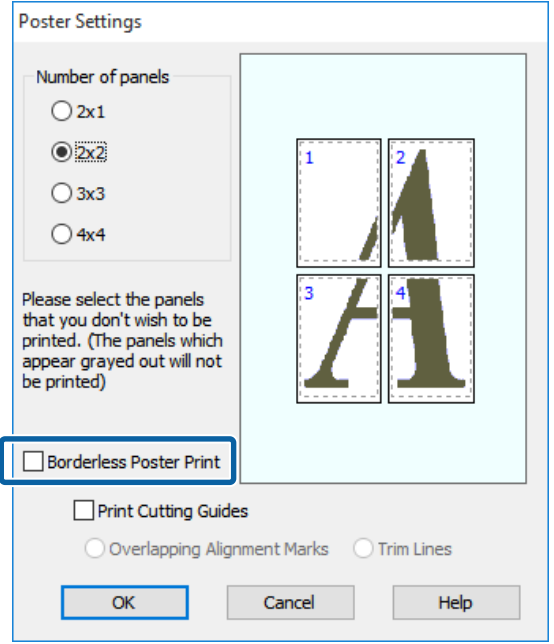 Poster Settings
Number of panels
2x1
2x2
3x3
4x4
1
2
3
4
Please select the panels
that you don't wish to be
printed. (The panels which
appear grayed out will not
be printed)
Borderless Poster Print
Print Cutting Guides
Overlapping Alignment Marks
Trim Lines
OK
Cancel
Help